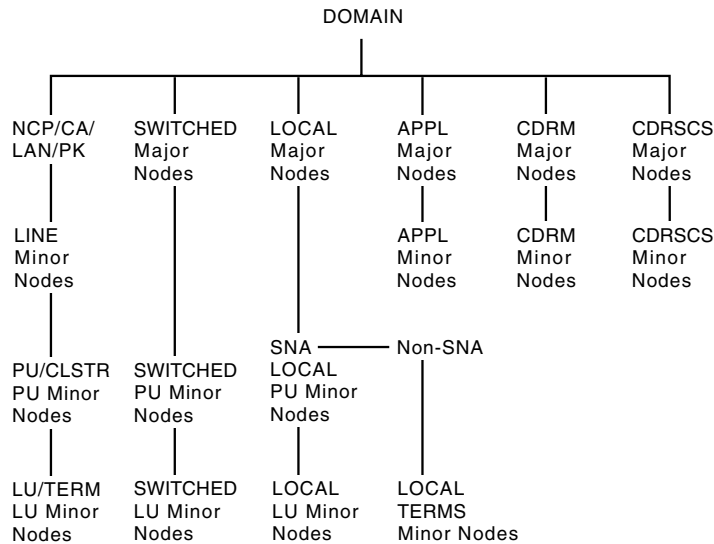 DOMAIN
NCP/CA/
LAN/PK
SWITCHED
Major
Nodes
LOCAL
Major
Nodes
APPL
Major
Nodes
CDRM
Major
Nodes
CDRSCS
Major
Nodes
LINE
Minor
Nodes
APPL
Minor
Nodes
CDRM
Minor
Nodes
CDRSCS
Minor
Nodes
PU/CLSTR
PU Minor
Nodes
SWITCHED
PU Minor
Nodes
SNA
LOCAL
PU Minor
Nodes
Non-SNA
LU/TERM
LU Minor
Nodes
SWITCHED
LU Minor
Nodes
LOCAL
LU Minor
Nodes
LOCAL
TERMS
Minor Nodes